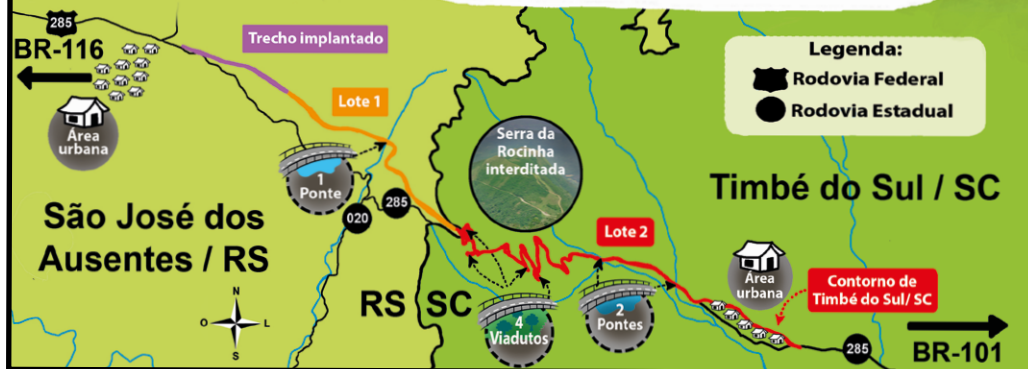 285
BR-116
Trecho implantado
Legenda:
Rodovia Federal
Rodovia Estadual
Lote 1
Área
urbana
Serra da
Rocinha
interditada
1
Ponte
Timbé do Sul / SC
São José dos
Ausentes / RS
020
285
Lote 2
Área
urbana
Contorno de
Timbé do Sul/ SC
RS SC
N
O L
S
4
Viadutos
2
Pontes
285
BR-101